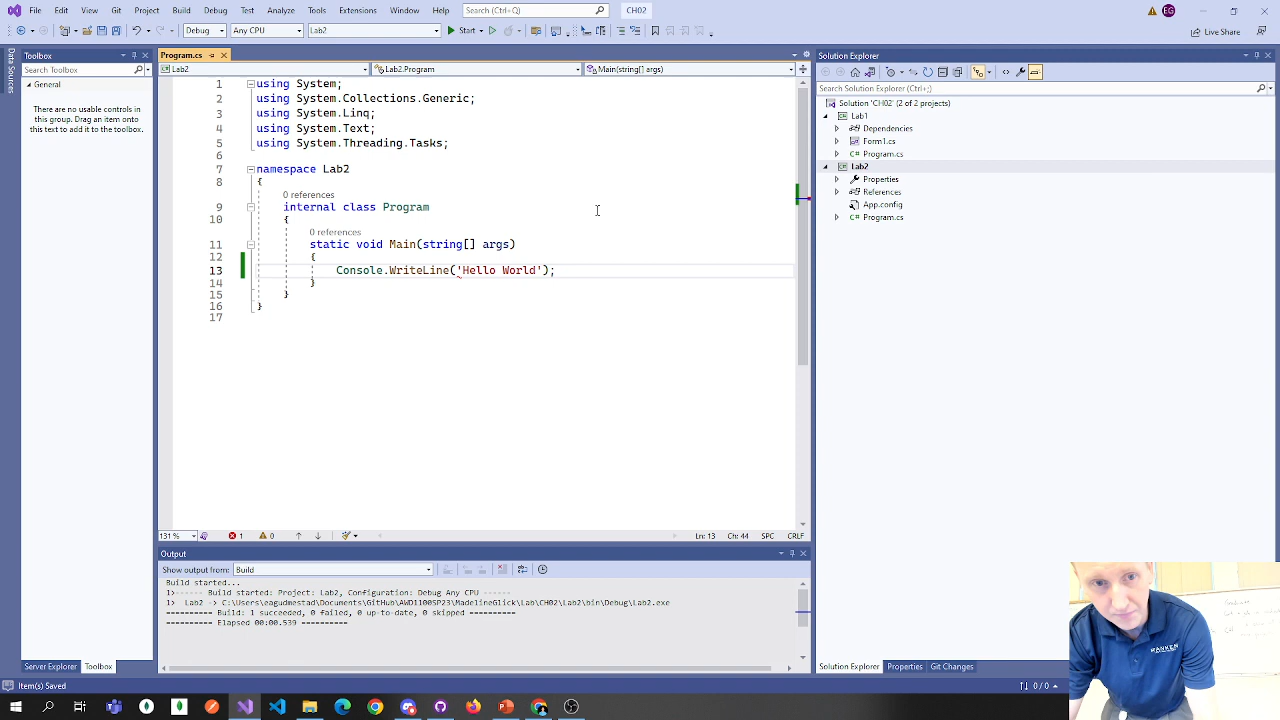 File Edit View Git Project Build Debug Test Analyze Tools Extensions Window Help Search (Ctrl+Q) CH02 EG
Debug Any CPU Lab2 Start Live Share
Data Sources
Toolbox
Search Toolbox
General
There are no usable controls in
this group. Drag an item onto
this text to add it to the toolbox.
Server Explorer Toolbox
Program.cs
Lab2 Lab2.Program Main(string[] args)
1 using System;
2 using System.Collections.Generic;
3 using System.Linq;
4 using System.Text;
5 using System.Threading.Tasks;
6
7 namespace Lab2
8 {
0 references
9 internal class Program
10 {
0 references
11 static void Main(string[] args)
12 {
13 Console.WriteLine('Hello World');
14 }
15 }
16 }
17
131 % 1 0 Ln: 13 Ch: 44 SPC CRLF
Output
Show output from: Build
Build started...
1>------ Build started: Project: Lab2, Configuration: Debug Any CPU ------
1> Lab2 -> C:\Users\eagudmestad\Documents\GitHub\AWD1100SP23\MadelineGlick\Lab\CH02\Lab2\bin\Debug\Lab2.exe
========== Build: 1 succeeded, 0 failed, 0 up-to-date, 0 skipped ==========
========== Elapsed 00:00.539 ==========
Solution Explorer
Search Solution Explorer (Ctrl+;)
Solution 'CH02' (2 of 2 projects)
Lab1
Dependencies
Form1.cs
Program.cs
Lab2
Properties
References
App.config
Program.cs
RANKEN
Solution Explorer Properties Git Changes
Item(s) Saved 0 / 0